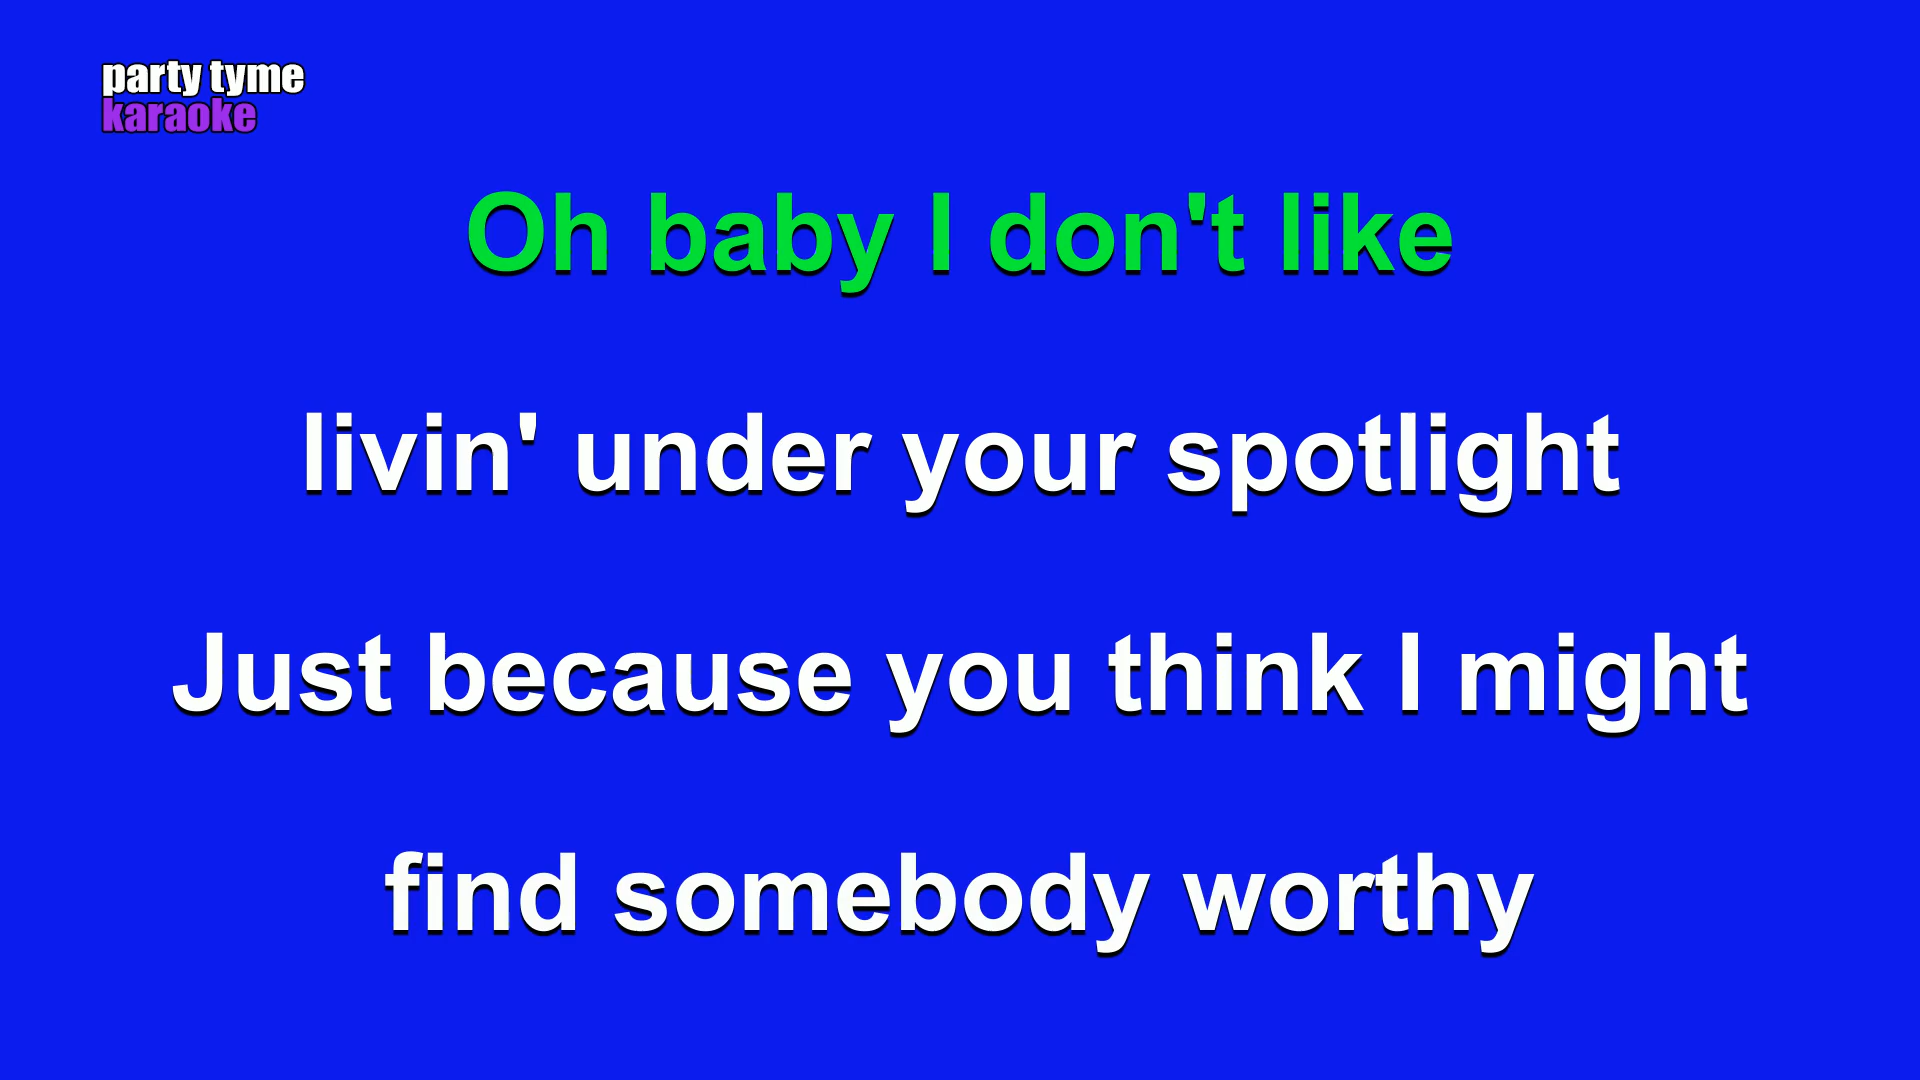 party tyme
karaoke
Oh baby I don't like
livin' under your spotlight
Just because you think I might
find somebody worthy